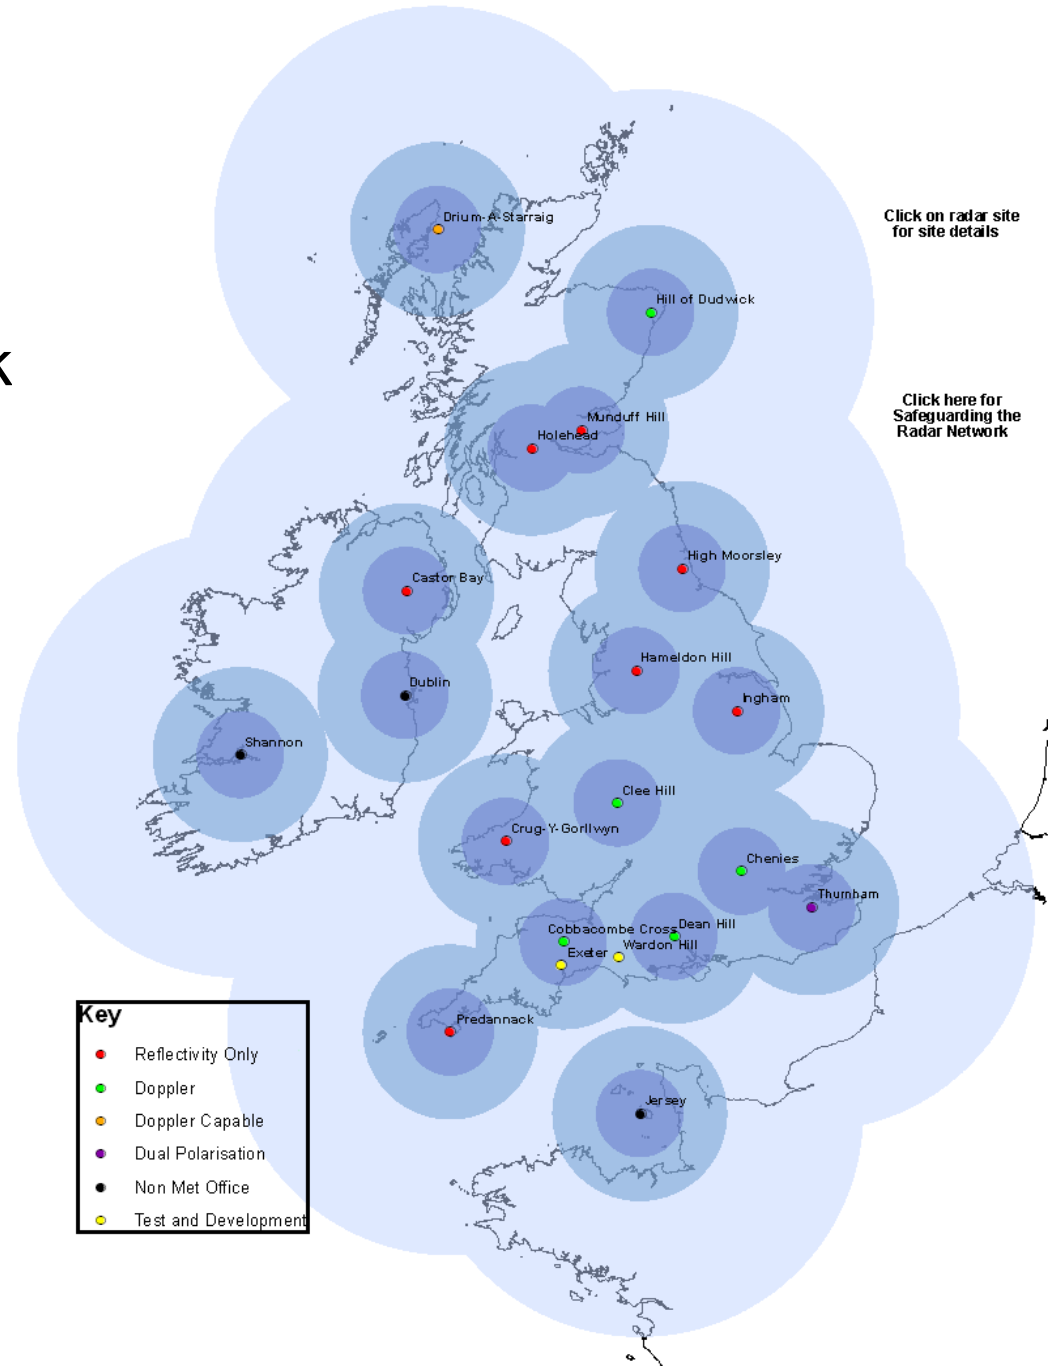 Drium-A-Starraig
Click on radar site
for site details
Hill of Dudwick
k
Click here for
Safeguarding the
Radar Network
Munduff Hill
Holehead
High Moorsley
Castor Bay
Hameldon Hill
Dublin
Ingham
Shannon
Clee Hill
Crug-Y-Gorllwyn
Chenies
Thurnham
Cobbacombe Cross
Dean Hill
Wardon Hill
Exeter
Predannack
Jersey
Key
Reflectivity Only
Doppler
Doppler Capable
Dual Polarisation
Non Met Office
Test and Development